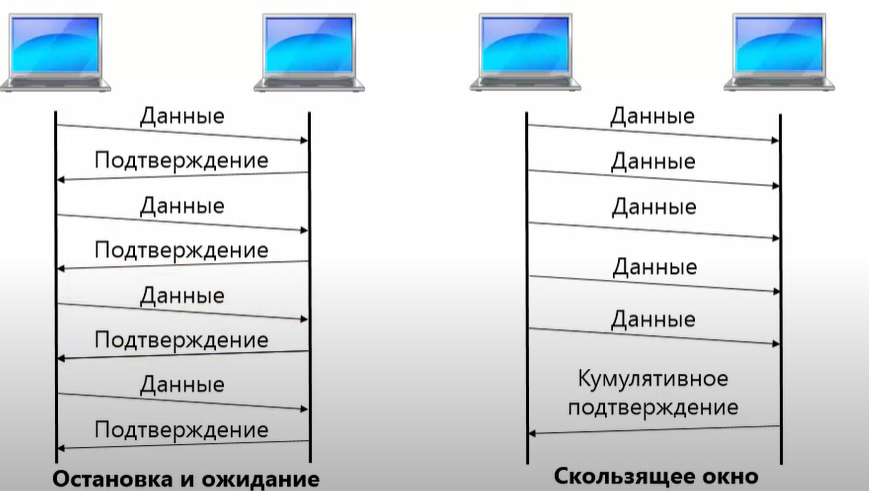 Данные
Подтверждение
Данные
Подтверждение
Данные
Подтверждение
Данные
Подтверждение
Остановка и ожидание
Данные
Данные
Данные
Данные
Данные
Кумулятивное
подтверждение
Скользящее окно